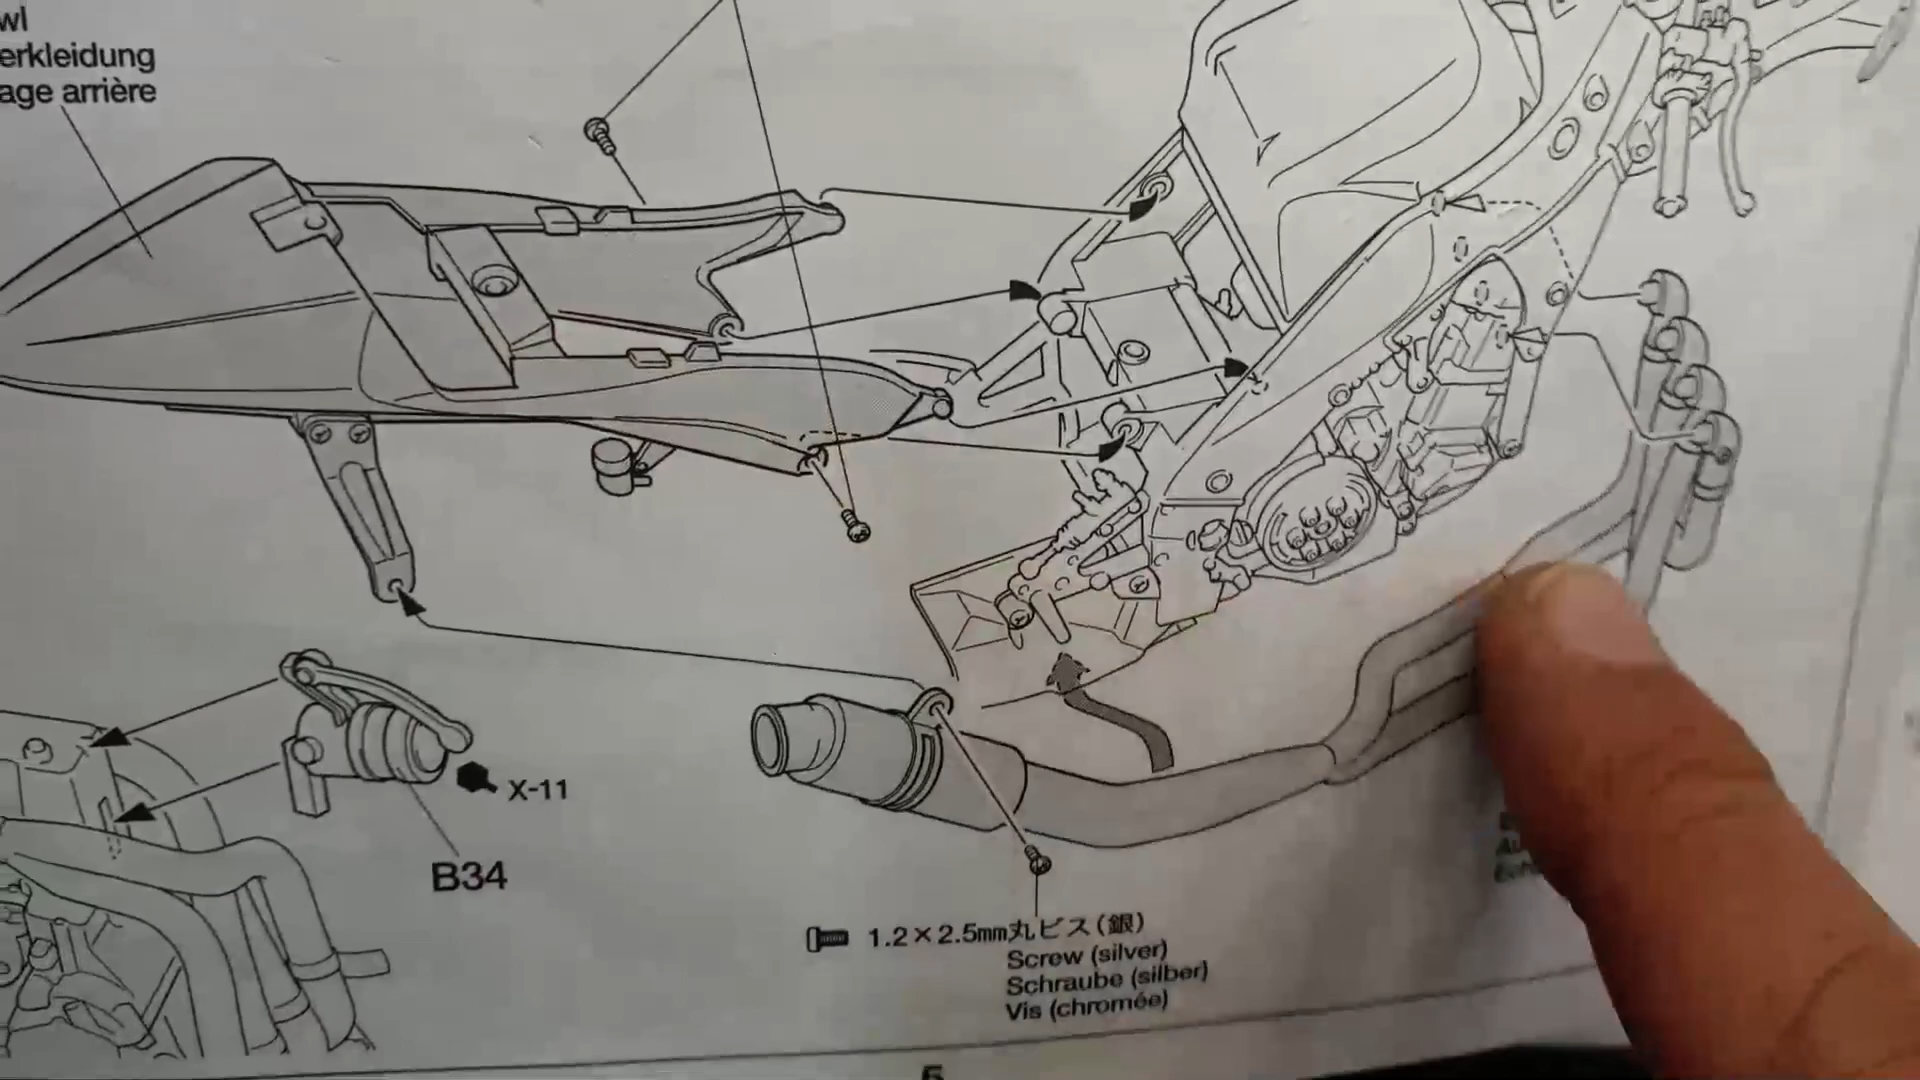 wl
erkleidung
age arrière
X-11
B34
1.2×2.5mm丸ビス(銀)
Screw (silver)
Schraube (silber)
Vis (chromée)